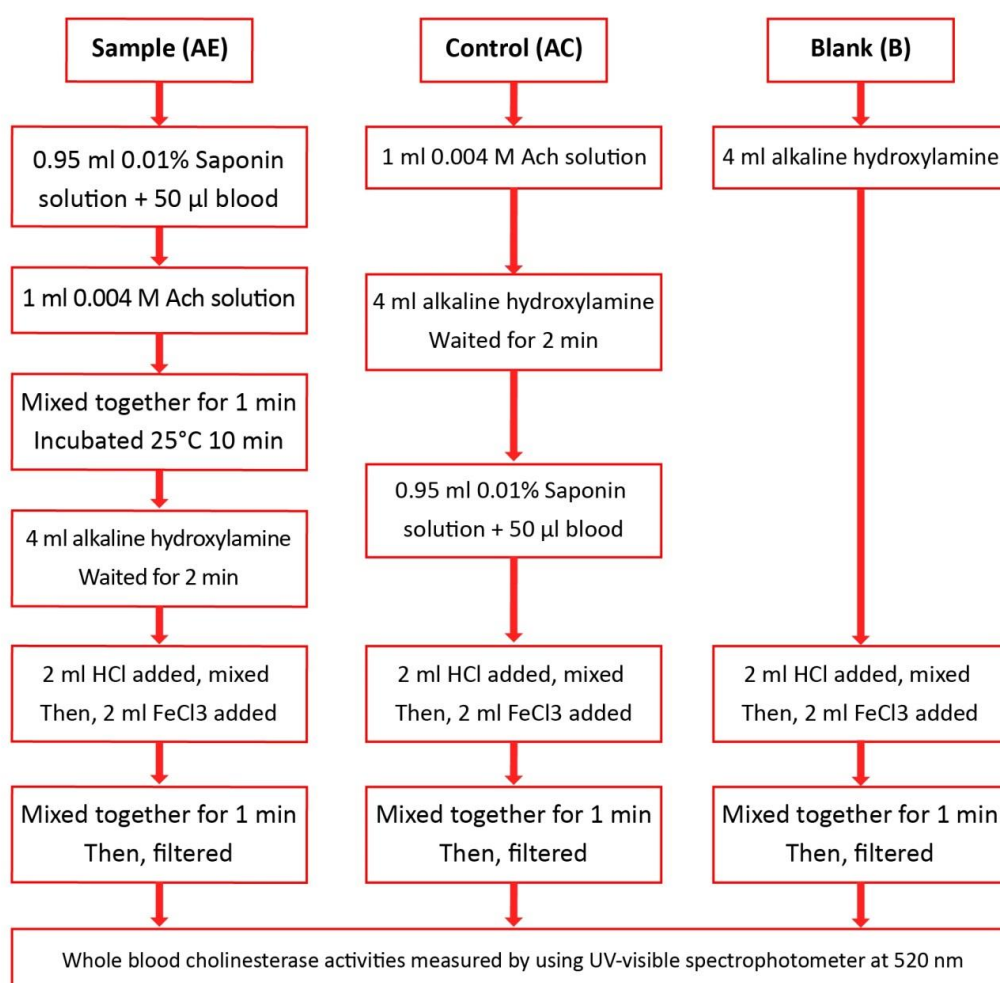 Sample (AE)
0.95 ml 0.01% Saponin
solution + 50 µl blood
1 ml 0.004 M Ach solution
Mixed together for 1 min
Incubated 25°C 10 min
4 ml alkaline hydroxylamine
Waited for 2 min
2 ml HCl added, mixed
Then, 2 ml FeCl3 added
Mixed together for 1 min
Then, filtered
Control (AC)
1 ml 0.004 M Ach solution
4 ml alkaline hydroxylamine
Waited for 2 min
0.95 ml 0.01% Saponin
solution + 50 µl blood
2 ml HCl added, mixed
Then, 2 ml FeCl3 added
Mixed together for 1 min
Then, filtered
Blank (B)
4 ml alkaline hydroxylamine
2 ml HCl added, mixed
Then, 2 ml FeCl3 added
Mixed together for 1 min
Then, filtered
Whole blood cholinesterase activities measured by using UV-visible spectrophotometer at 520 nm